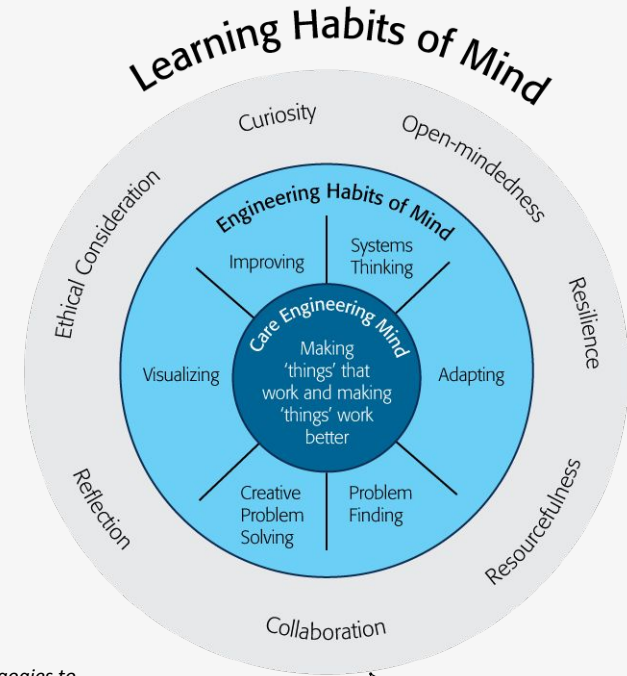 Learning Habits of Mind
Curiosity
Open-mindedness
Ethical Consideration
Resilience
Reflection
Resourcefulness
Collaboration
Engineering Habits of Mind
Improving
Systems
Thinking
Visualizing
Adapting
Creative
Problem
Solving
Problem
Finding
Care Engineering Mind
Making
‘things’ that
work and making
‘things’ work
better
to